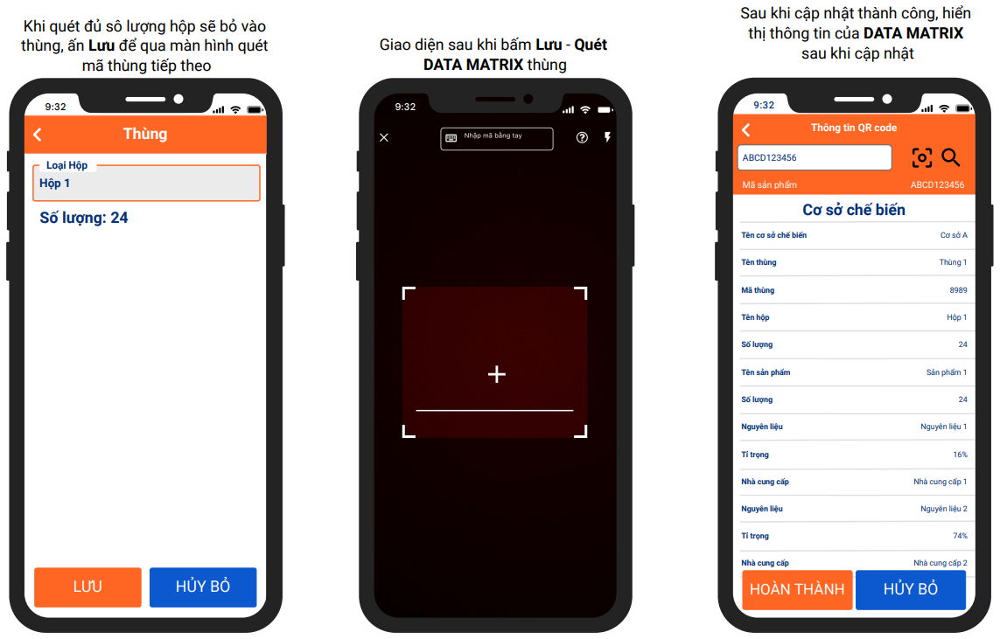 Khi quét đủ sô lượng hộp sẽ bỏ vào
thùng, ấn Lưu để qua màn hình quét
mã thùng tiếp theo
9:32
Thùng
Loại Hộp
Hộp 1
Số lượng: 24
LƯU
HỦY BỎ
Giao diện sau khi bấm Lưu - Quét
DATA MATRIX thùng
9:32
Nhập mã bằng tay
Sau khi cập nhật thành công, hiển
thị thông tin của DATA MATRIX
sau khi cập nhật
9:32
Thông tin QR code
ABCD123456
Mã sản phẩm ABCD123456
Cơ sở chế biến
Tên cơ sở chế biến Cơ sở A
Tên thùng Thùng 1
Mã thùng 8989
Tên hộp Hộp 1
Số lượng 24
Tên sản phẩm Sản phẩm 1
Số lượng 24
Nguyên liệu Nguyên liệu 1
Tỉ trọng 16%
Nhà cung cấp Nhà cung cấp 1
Nguyên liệu Nguyên liệu 2
Tỉ trọng 74%
Nhà cung cấp Nhà cung cấp 2
HOÀN THÀNH
HỦY BỎ